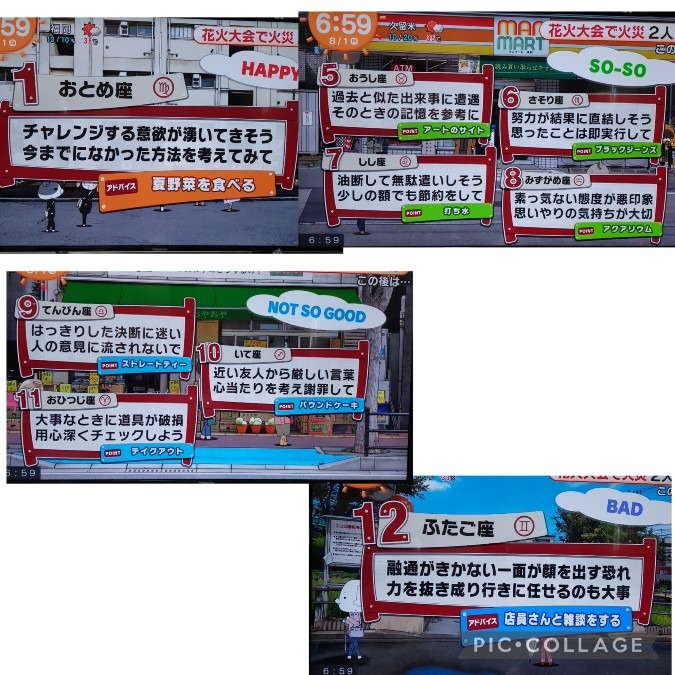 :59
8/1
福岡
花火大会で火災
HAPPY
1 おとめ座
チャレンジする意欲が湧いてきそう
今までになかった方法を考えてみて
アドバイス 夏野菜を食べる
6:59
8/1
久留米
花火大会で火災 2人
MART
ATM
SO-SO
5 おうし座
過去と似た出来事に遭遇
そのときの記憶を参考に
POINT アートのサイト
6 さそり座
努力が結果に直結しそう
思ったことは即実行して
POINT ブラックジーンズ
7 しし座
油断して無駄遣いしそう
少しの額でも節約をして
POINT 打ち水
8 みずがめ座
素っ気ない態度が悪印象
思いやりの気持ちが大切
POINT アクアリウム
6:59
この後は…
NOT SO GOOD
9 てんびん座
はっきりした決断に迷い
人の意見に流されないで
POINT ストレートティー
10 いて座
近い友人から厳しい言葉
心当たりを考え謝罪して
POINT パウンドケーキ
11 おひつじ座
大事なときに道具が破損
用心深くチェックしよう
POINT テイクアウト
6:59
花火大会で火災 2人
BAD
12 ふたご座
融通がきかない一面が顔を出す恐れ
力を抜き成り行きに任せるのも大事
アドバイス 店員さんと雑談をする
6:59
PIC•COLLAGE